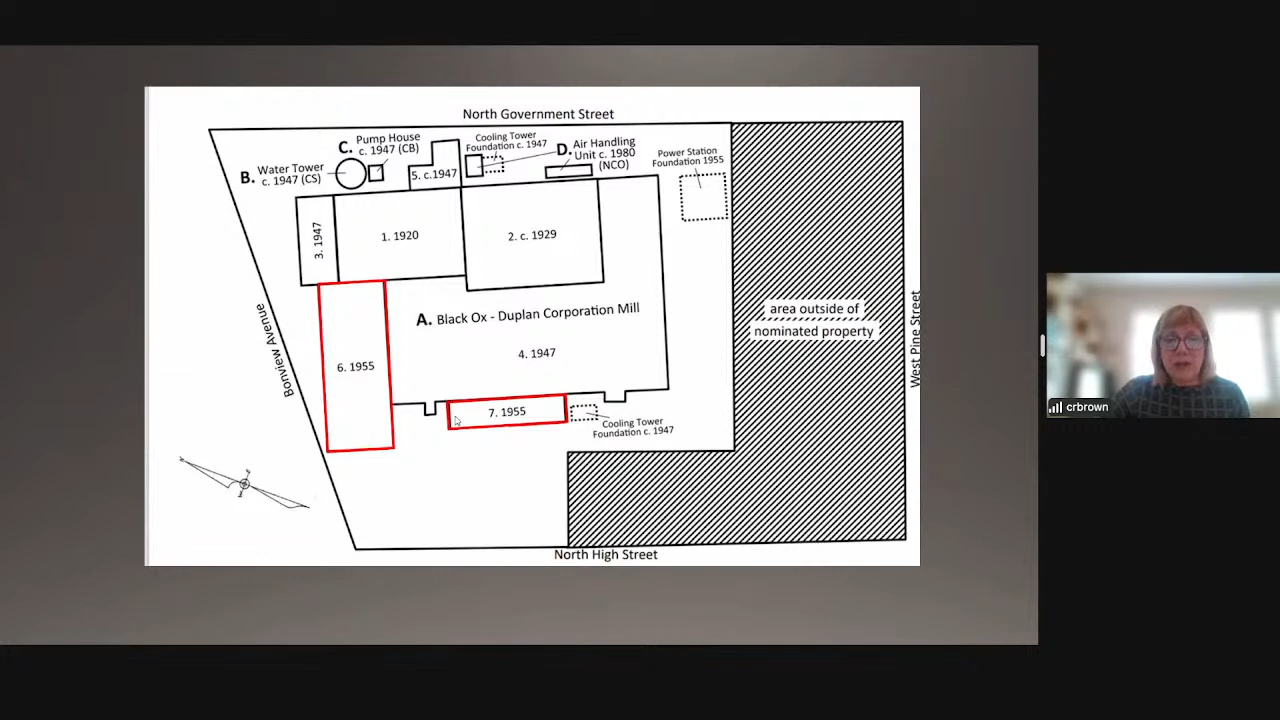 North Government Street
Pump House
C. c. 1947 (CB)
Cooling Tower
Foundation c. 1947
D. Air Handling
Unit c. 1980
(NCO)
Power Station
Foundation 1955
B. Water Tower
c. 1947 (CS)
5. c.1947
3. 1947
1. 1920
2. c. 1929
A. Black Ox - Duplan Corporation Mill
area outside of
nominated property
West Pine Street
Bonview Avenue
4. 1947
6. 1955
7. 1955
Cooling Tower
Foundation c. 1947
North High Street
crbrown